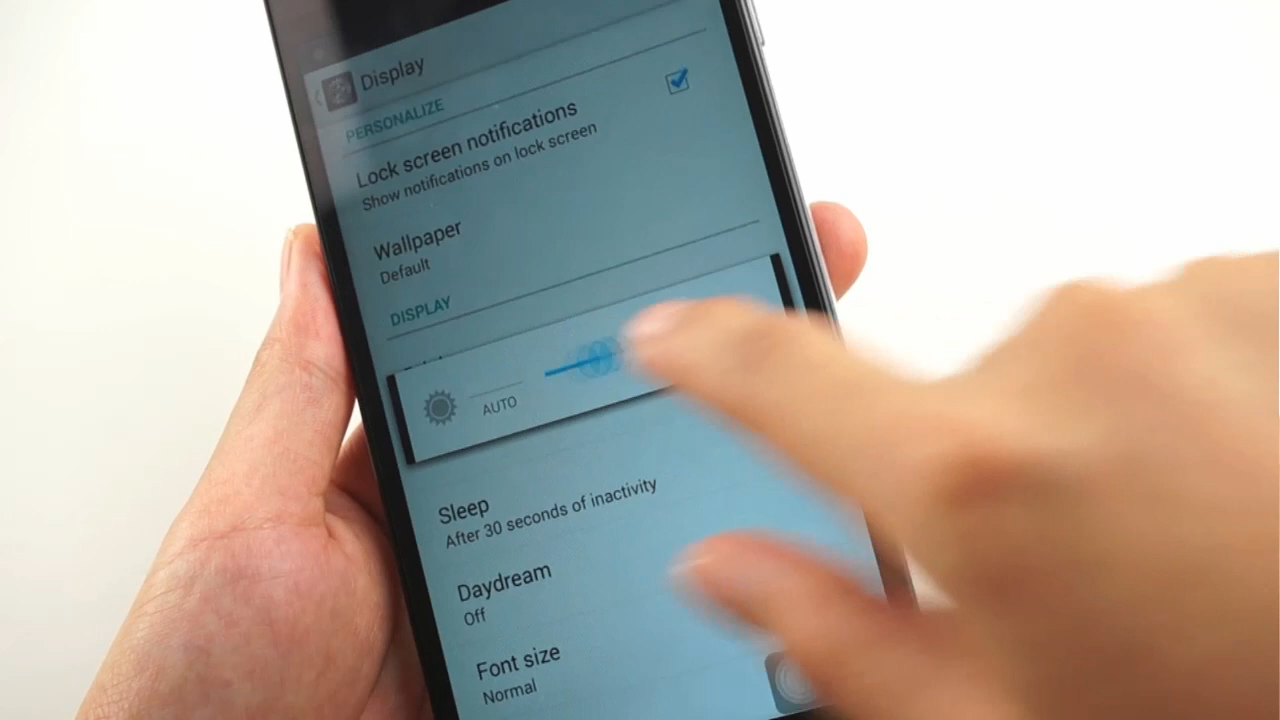 Display
PERSONALIZE
Lock screen notifications
Show notifications on lock screen
Wallpaper
Default
DISPLAY
AUTO
Sleep
After 30 seconds of inactivity
Daydream
Off
Font size
Normal